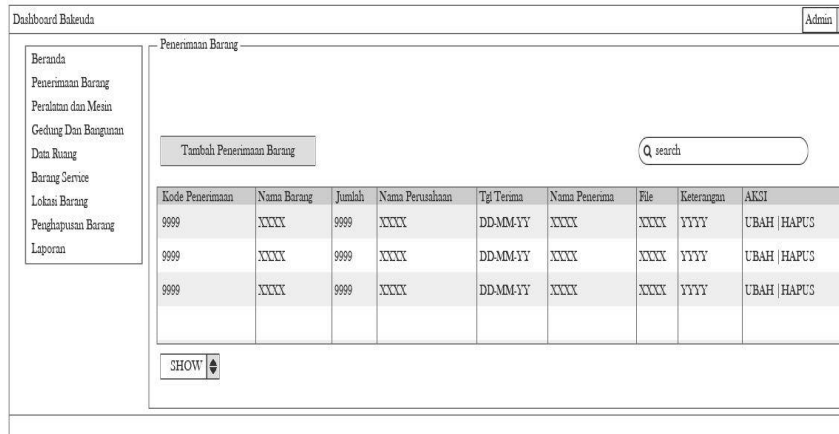 Dashboard Bakeuda Admin
Beranda
Penerimaan Barang
Peralatan dan Mesin
Gedung Dan Bangunan
Data Ruang
Barang Service
Lokasi Barang
Penghapusan Barang
Laporan
Penerimaan Barang
Tambah Penerimaan Barang search
Kode Penerimaan Nama Barang Jumlah Nama Perusahaan Tgl Terima Nama Penerima File Keterangan AKSI
9999 XXXX 9999 XXXX DD-MM-YY XXXX XXXX YYYY UBAH | HAPUS
9999 XXXX 9999 XXXX DD-MM-YY XXXX XXXX YYYY UBAH | HAPUS
9999 XXXX 9999 XXXX DD-MM-YY XXXX XXXX YYYY UBAH | HAPUS
SHOW